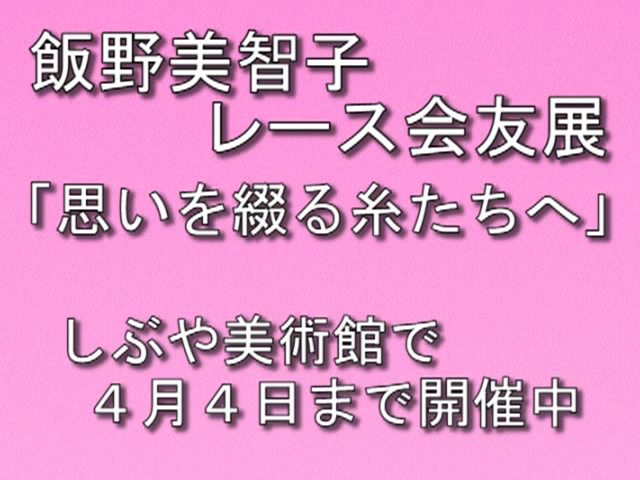 飯野美智子
レース会友展
「思いを綴る糸たちへ」
しぶや美術館で
４月４日まで開催中